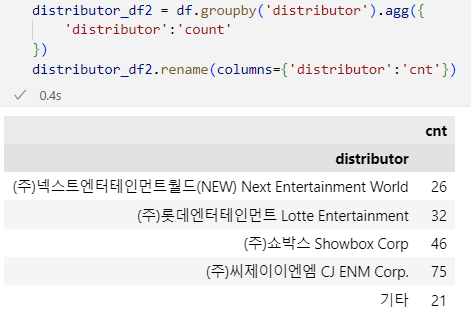 distributor_df2 = df.groupby('distributor').agg({
    'distributor':'count'
})
distributor_df2.rename(columns={'distributor':'cnt'})
✓ 0.4s
cnt
distributor
(주)넥스트엔터테인먼트월드(NEW) Next Entertainment World 26
(주)롯데엔터테인먼트 Lotte Entertainment 32
(주)쇼박스 Showbox Corp 46
(주)씨제이이엔엠 CJ ENM Corp. 75
기타 21